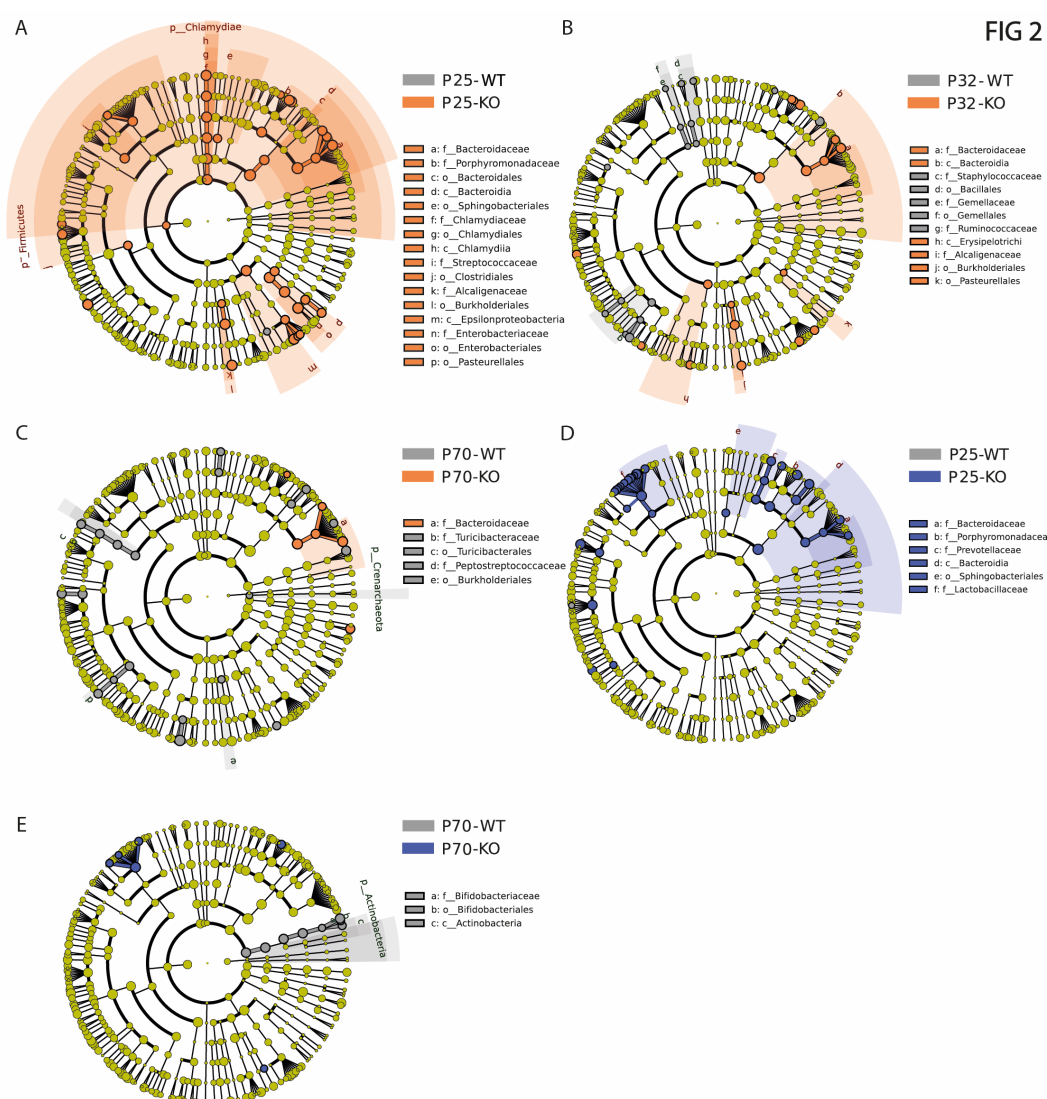 FIG 2
A
p__Chlamydiae
h
g
f
e
b
d
c
a
i
p__Firmicutes
j
p
o
n
m
k
l
P25-WT
P25-KO
a: f__Bacteroidaceae
b: f__Porphyromonadaceae
c: o__Bacteroidales
d: c__Bacteroidia
e: o__Sphingobacteriales
f: f__Chlamydiaceae
g: o__Chlamydiales
h: c__Chlamydiia
i: f__Streptococcaceae
j: o__Clostridiales
k: f__Alcaligenaceae
l: o__Burkholderiales
m: c__Epsilonproteobacteria
n: f__Enterobacteriaceae
o: o__Enterobacteriales
p: o__Pasteurellales
B
f
d
e
c
b
a
g
h
i
j
k
P32-WT
P32-KO
a: f__Bacteroidaceae
b: c__Bacteroidia
c: f__Staphylococcaceae
d: o__Bacillales
e: f__Gemellaceae
f: o__Gemellales
g: f__Ruminococcaceae
h: c__Erysipelotrichi
i: f__Alcaligenaceae
j: o__Burkholderiales
k: o__Pasteurellales
C
c
a
p__Crenarchaeota
d
e
P70-WT
P70-KO
a: f__Bacteroidaceae
b: f__Turicibacteraceae
c: o__Turicibacterales
d: f__Peptostreptococcaceae
e: o__Burkholderiales
D
e
c
b
d
a
f
P25-WT
P25-KO
a: f__Bacteroidaceae
b: f__Porphyromonadaceae
c: f__Prevotellaceae
d: c__Bacteroidia
e: o__Sphingobacteriales
f: f__Lactobacillaceae
E
p__Actinobacteria
b
c
a
P70-WT
P70-KO
a: f__Bifidobacteriaceae
b: o__Bifidobacteriales
c: c__Actinobacteria